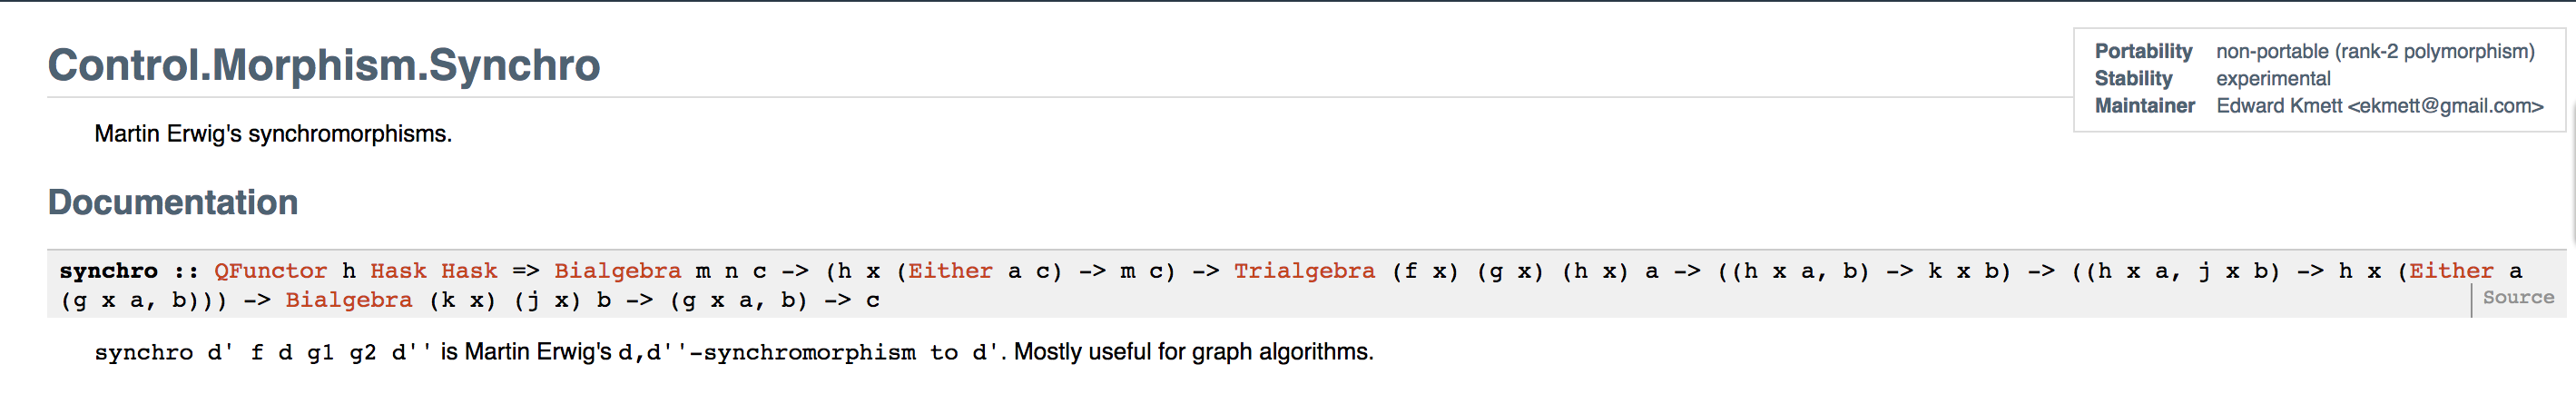 Control.Morphism.Synchro
Portability non-portable (rank-2 polymorphism)
Stability experimental
Maintainer Edward Kmett <ekmett@gmail.com>
Martin Erwig's synchromorphisms.
Documentation
synchro :: QFunctor h Hask Hask => Bialgebra m n c -> (h x (Either a c) -> m c) -> Trialgebra (f x) (g x) (h x) a -> ((h x a, b) -> k x b) -> ((h x a, j x b) -> h x (Either a
(g x a, b))) -> Bialgebra (k x) (j x) b -> (g x a, b) -> c
Source
synchro d' f d g1 g2 d'' is Martin Erwig's d,d''-synchromorphism to d'. Mostly useful for graph algorithms.